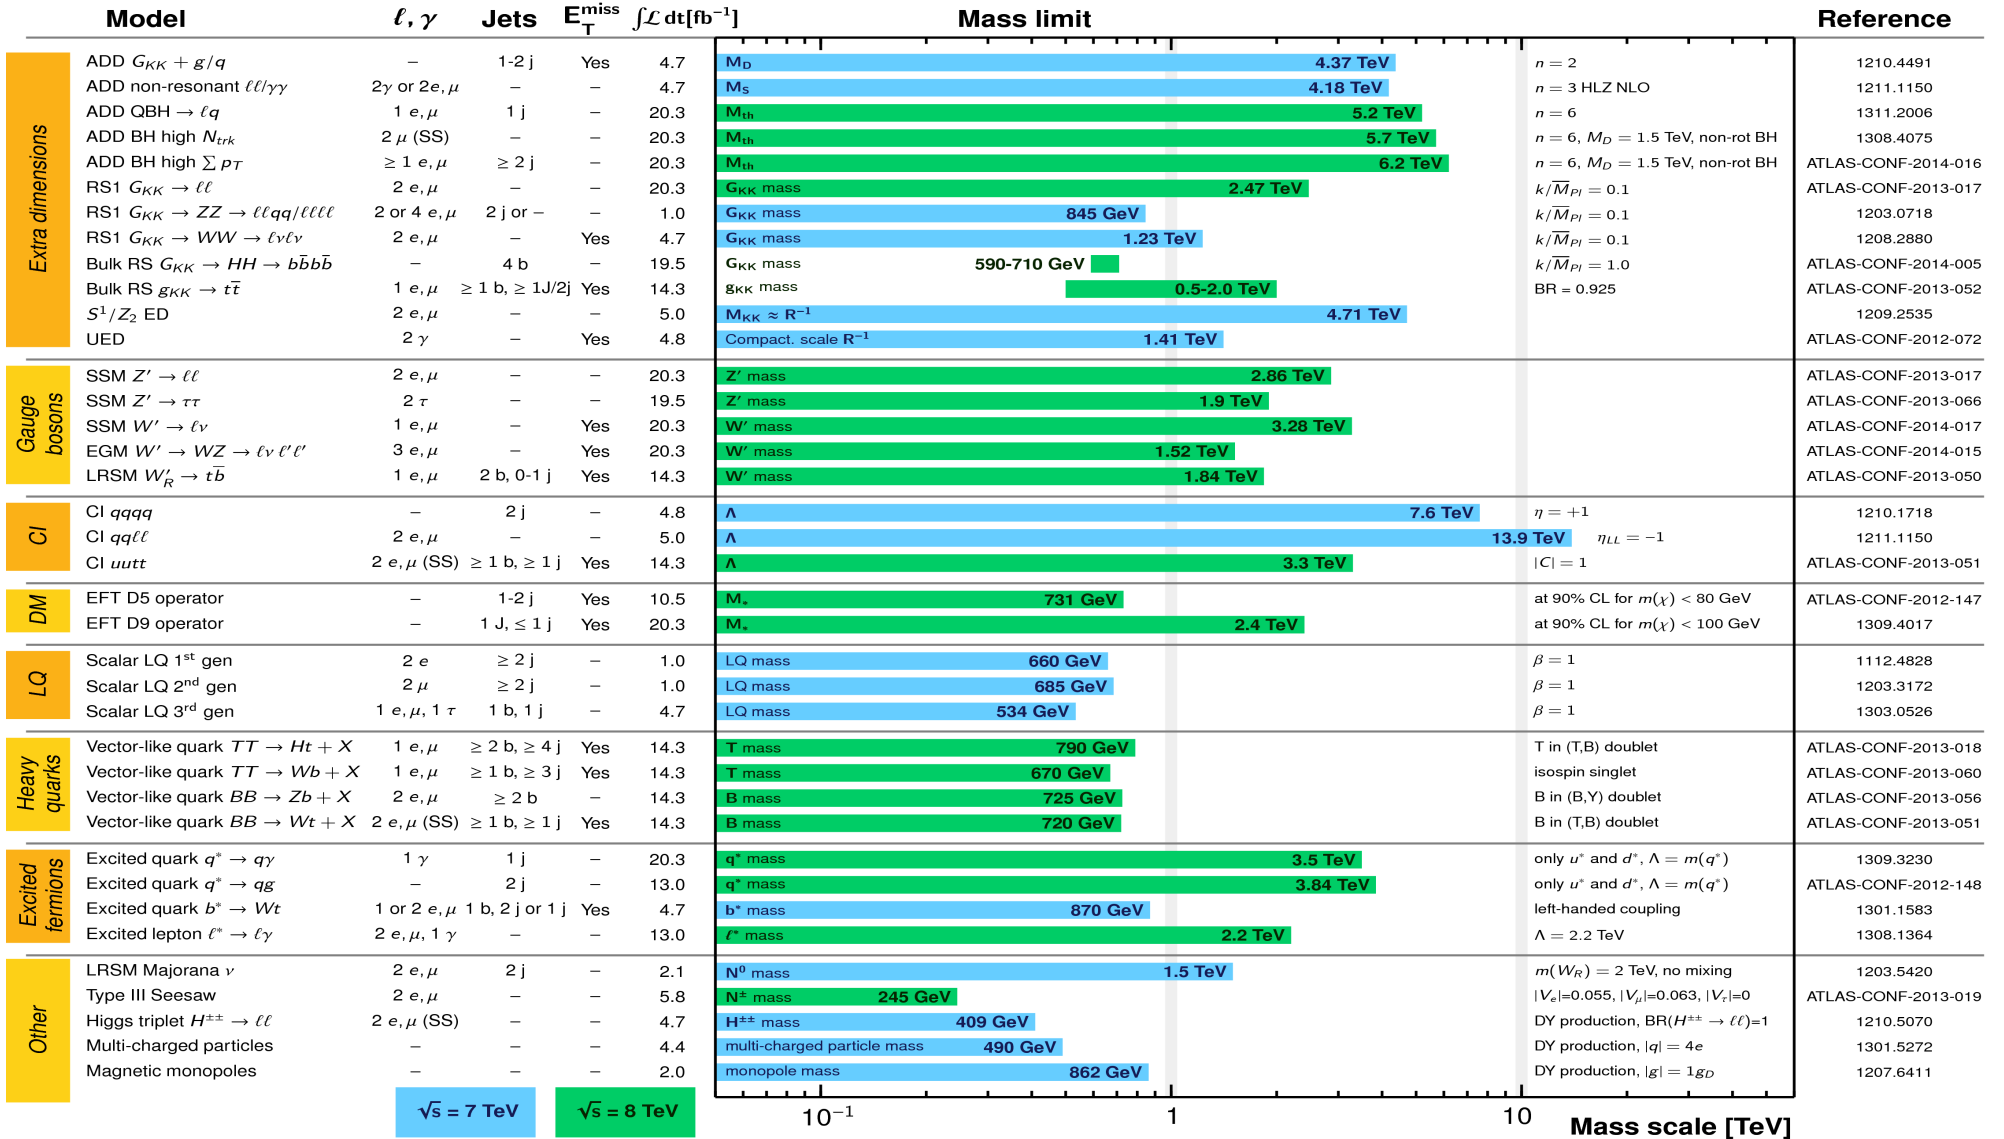 Model ℓ, γ Jets E_T^miss ∫ℒ dt[fb⁻¹] Mass limit Reference
Extra dimensions
ADD G_KK + g/q – 1-2 j Yes 4.7 M_D 4.37 TeV n = 2 1210.4491
ADD non-resonant ℓℓ/γγ 2γ or 2e, μ – – 4.7 M_S 4.18 TeV n = 3 HLZ NLO 1211.1150
ADD QBH → ℓq 1 e, μ 1 j – 20.3 M_th 5.2 TeV n = 6 1311.2006
ADD BH high N_trk 2 μ (SS) – – 20.3 M_th 5.7 TeV n = 6, M_D = 1.5 TeV, non-rot BH 1308.4075
ADD BH high ∑ p_T ≥ 1 e, μ ≥ 2 j – 20.3 M_th 6.2 TeV n = 6, M_D = 1.5 TeV, non-rot BH ATLAS-CONF-2014-016
RS1 G_KK → ℓℓ 2 e, μ – – 20.3 G_KK mass 2.47 TeV k/M̅_Pl = 0.1 ATLAS-CONF-2013-017
RS1 G_KK → ZZ → ℓℓqq/ℓℓℓℓ 2 or 4 e, μ 2 j or – – 1.0 G_KK mass 845 GeV k/M̅_Pl = 0.1 1203.0718
RS1 G_KK → WW → ℓνℓν 2 e, μ – Yes 4.7 G_KK mass 1.23 TeV k/M̅_Pl = 0.1 1208.2880
Bulk RS G_KK → HH → bb̅bb̅ – 4 b – 19.5 G_KK mass 590-710 GeV k/M̅_Pl = 1.0 ATLAS-CONF-2014-005
Bulk RS g_KK → tt̅ 1 e, μ ≥ 1 b, ≥ 1J/2j Yes 14.3 g_KK mass 0.5-2.0 TeV BR = 0.925 ATLAS-CONF-2013-052
S¹/Z₂ ED 2 e, μ – – 5.0 M_KK ≈ R⁻¹ 4.71 TeV 1209.2535
UED 2 γ – Yes 4.8 Compact. scale R⁻¹ 1.41 TeV ATLAS-CONF-2012-072
Gauge bosons
SSM Z′ → ℓℓ 2 e, μ – – 20.3 Z′ mass 2.86 TeV ATLAS-CONF-2013-017
SSM Z′ → ττ 2 τ – – 19.5 Z′ mass 1.9 TeV ATLAS-CONF-2013-066
SSM W′ → ℓν 1 e, μ – Yes 20.3 W′ mass 3.28 TeV ATLAS-CONF-2014-017
EGM W′ → WZ → ℓν ℓ′ℓ′ 3 e, μ – Yes 20.3 W′ mass 1.52 TeV ATLAS-CONF-2014-015
LRSM W′_R → tb̅ 1 e, μ 2 b, 0-1 j Yes 14.3 W′ mass 1.84 TeV ATLAS-CONF-2013-050
CI
CI qqqq – 2 j – 4.8 Λ 7.6 TeV η = +1 1210.1718
CI qqℓℓ 2 e, μ – – 5.0 Λ 13.9 TeV η_LL = −1 1211.1150
CI uutt 2 e, μ (SS) ≥ 1 b, ≥ 1 j Yes 14.3 Λ 3.3 TeV |C| = 1 ATLAS-CONF-2013-051
DM
EFT D5 operator – 1-2 j Yes 10.5 M_* 731 GeV at 90% CL for m(χ) < 80 GeV ATLAS-CONF-2012-147
EFT D9 operator – 1 J, ≤ 1 j Yes 20.3 M_* 2.4 TeV at 90% CL for m(χ) < 100 GeV 1309.4017
LQ
Scalar LQ 1ˢᵗ gen 2 e ≥ 2 j – 1.0 LQ mass 660 GeV β = 1 1112.4828
Scalar LQ 2ⁿᵈ gen 2 μ ≥ 2 j – 1.0 LQ mass 685 GeV β = 1 1203.3172
Scalar LQ 3ʳᵈ gen 1 e, μ, 1 τ 1 b, 1 j – 4.7 LQ mass 534 GeV β = 1 1303.0526
Heavy quarks
Vector-like quark TT → Ht + X 1 e, μ ≥ 2 b, ≥ 4 j Yes 14.3 T mass 790 GeV T in (T,B) doublet ATLAS-CONF-2013-018
Vector-like quark TT → Wb + X 1 e, μ ≥ 1 b, ≥ 3 j Yes 14.3 T mass 670 GeV isospin singlet ATLAS-CONF-2013-060
Vector-like quark BB → Zb + X 2 e, μ ≥ 2 b – 14.3 B mass 725 GeV B in (B,Y) doublet ATLAS-CONF-2013-056
Vector-like quark BB → Wt + X 2 e, μ (SS) ≥ 1 b, ≥ 1 j Yes 14.3 B mass 720 GeV B in (T,B) doublet ATLAS-CONF-2013-051
Excited fermions
Excited quark q* → qγ 1 γ 1 j – 20.3 q* mass 3.5 TeV only u* and d*, Λ = m(q*) 1309.3230
Excited quark q* → qg – 2 j – 13.0 q* mass 3.84 TeV only u* and d*, Λ = m(q*) ATLAS-CONF-2012-148
Excited quark b* → Wt 1 or 2 e, μ 1 b, 2 j or 1 j Yes 4.7 b* mass 870 GeV left-handed coupling 1301.1583
Excited lepton ℓ* → ℓγ 2 e, μ, 1 γ – – 13.0 ℓ* mass 2.2 TeV Λ = 2.2 TeV 1308.1364
Other
LRSM Majorana ν 2 e, μ 2 j – 2.1 N⁰ mass 1.5 TeV m(W_R) = 2 TeV, no mixing 1203.5420
Type III Seesaw 2 e, μ – – 5.8 N± mass 245 GeV |V_e|=0.055, |V_μ|=0.063, |V_τ|=0 ATLAS-CONF-2013-019
Higgs triplet H±± → ℓℓ 2 e, μ (SS) – – 4.7 H±± mass 409 GeV DY production, BR(H±± → ℓℓ)=1 1210.5070
Multi-charged particles – – – 4.4 multi-charged particle mass 490 GeV DY production, |q| = 4e 1301.5272
Magnetic monopoles – – – 2.0 monopole mass 862 GeV DY production, |g| = 1g_D 1207.6411
√s = 7 TeV √s = 8 TeV
10⁻¹ 1 10
Mass scale [TeV]